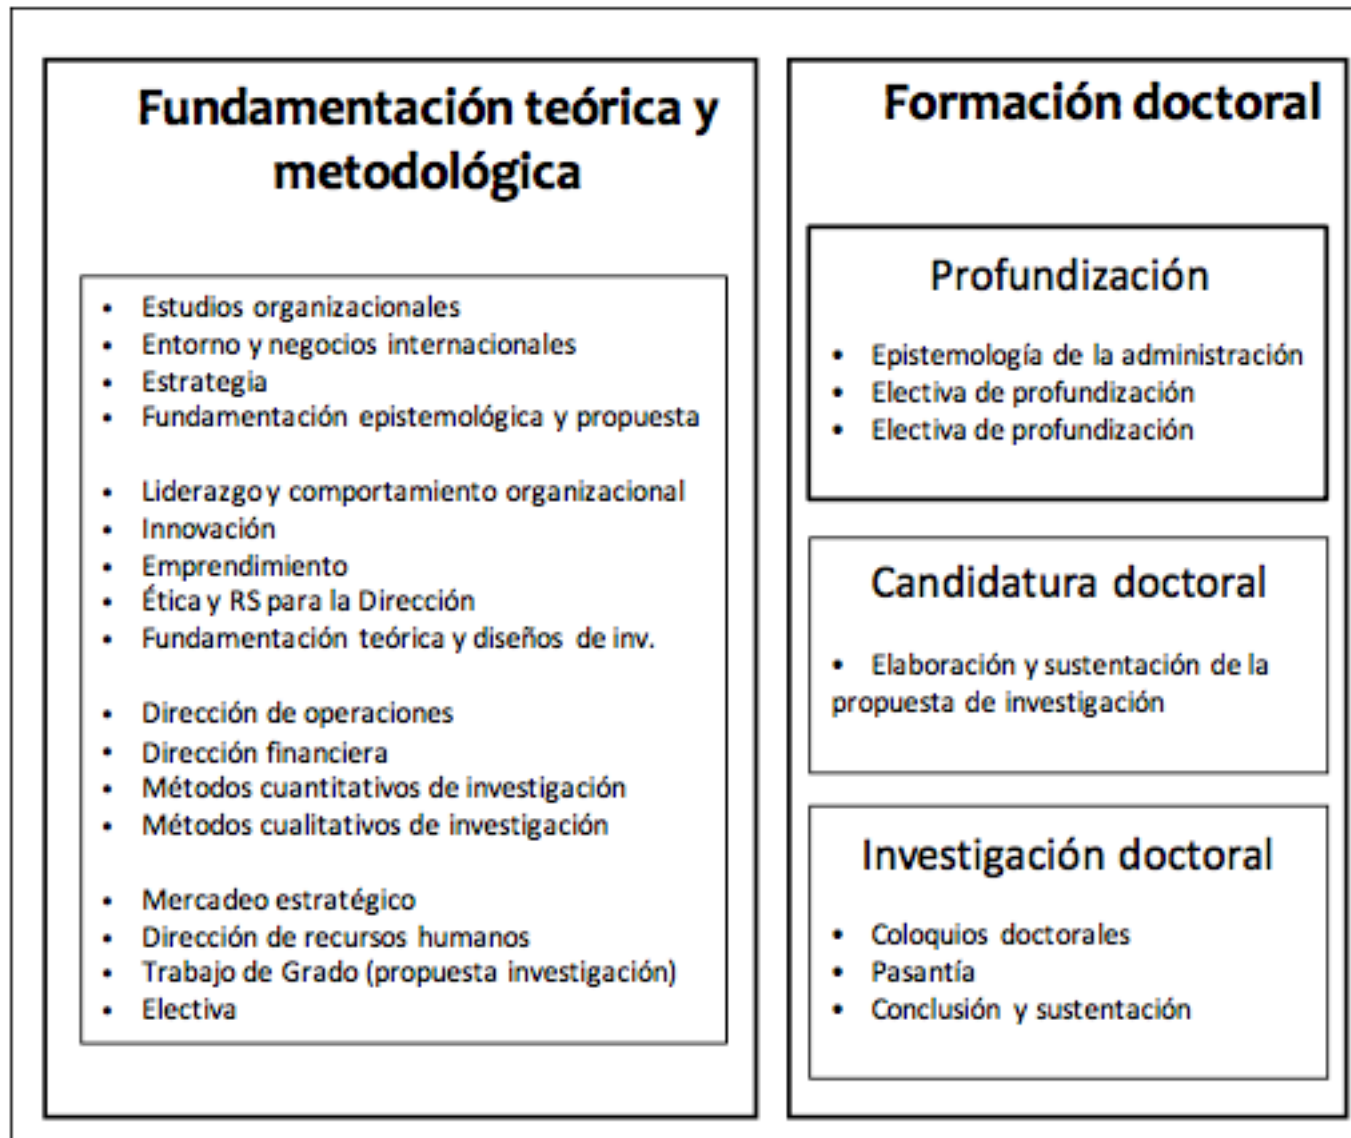 Fundamentación teórica y
metodológica
• Estudios organizacionales
• Entorno y negocios internacionales
• Estrategia
• Fundamentación epistemológica y propuesta
• Liderazgo y comportamiento organizacional
• Innovación
• Emprendimiento
• Ética y RS para la Dirección
• Fundamentación teórica y diseños de inv.
• Dirección de operaciones
• Dirección financiera
• Métodos cuantitativos de investigación
• Métodos cualitativos de investigación
• Mercadeo estratégico
• Dirección de recursos humanos
• Trabajo de Grado (propuesta investigación)
• Electiva
Formación doctoral
Profundización
• Epistemología de la administración
• Electiva de profundización
• Electiva de profundización
Candidatura doctoral
• Elaboración y sustentación de la
propuesta de investigación
Investigación doctoral
• Coloquios doctorales
• Pasantía
• Conclusión y sustentación